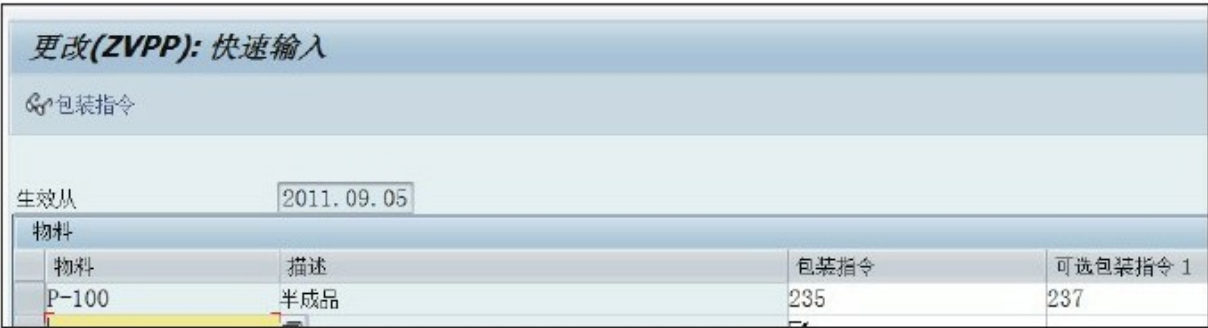 更改(ZVPP): 快速输入
包装指令
生效从 2011.09.05
物料
物料 描述 包装指令 可选包装指令 1
P-100 半成品 235 237